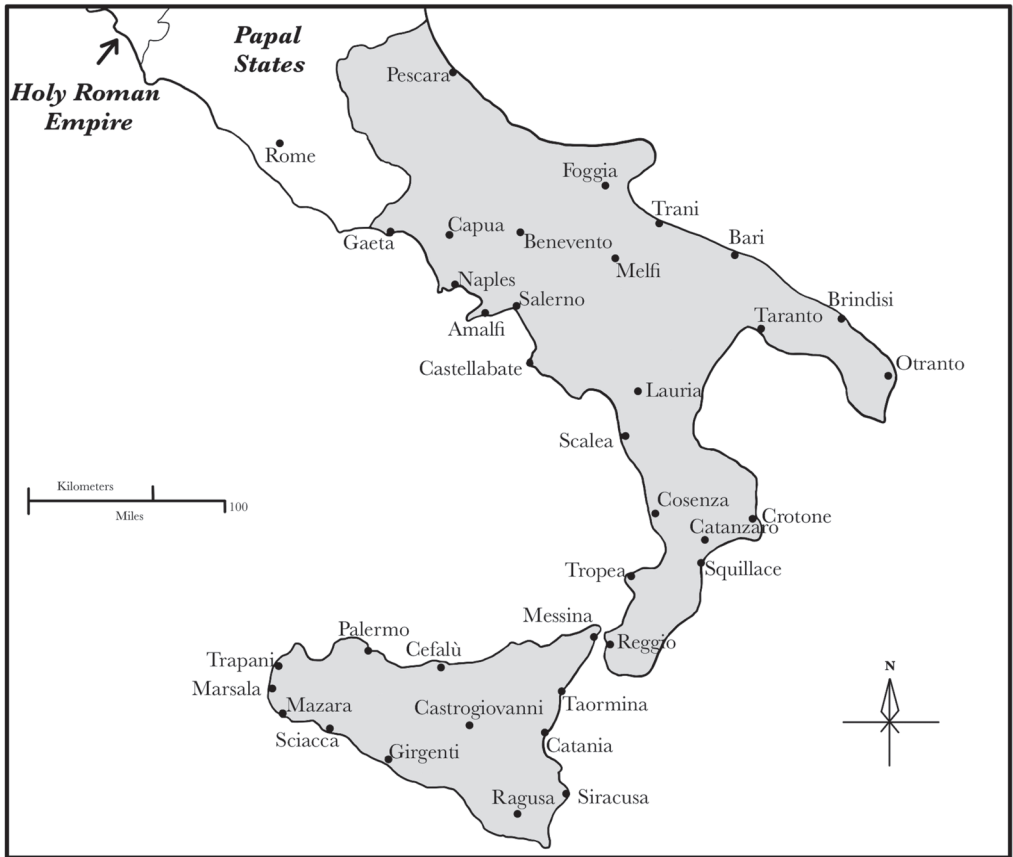 Papal
States
Holy Roman
Empire
Pescara
Rome
Foggia
Trani
Gaeta
Capua
Benevento
Bari
Melfi
Naples
Salerno
Brindisi
Amalfi
Taranto
Castellabate
Otranto
Lauria
Scalea
Kilometers
Miles
100
Cosenza
Crotone
Catanzaro
Tropea
Squillace
Messina
Palermo
Reggio
Cefalù
Trapani
N
Marsala
Mazara
Castrogiovanni
Taormina
Sciacca
Girgenti
Catania
Ragusa
Siracusa